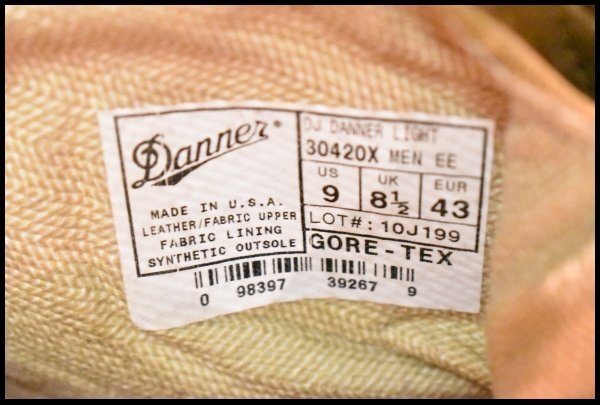 Danner®
MADE IN U.S.A.
LEATHER/FABRIC UPPER
FABRIC LINING
SYNTHETIC OUTSOLE
DJ DANNER LIGHT
30420X MEN EE
US UK EUR
9 8½ 43
LOT#: 10J199
GORE-TEX
0 98397 39267 9